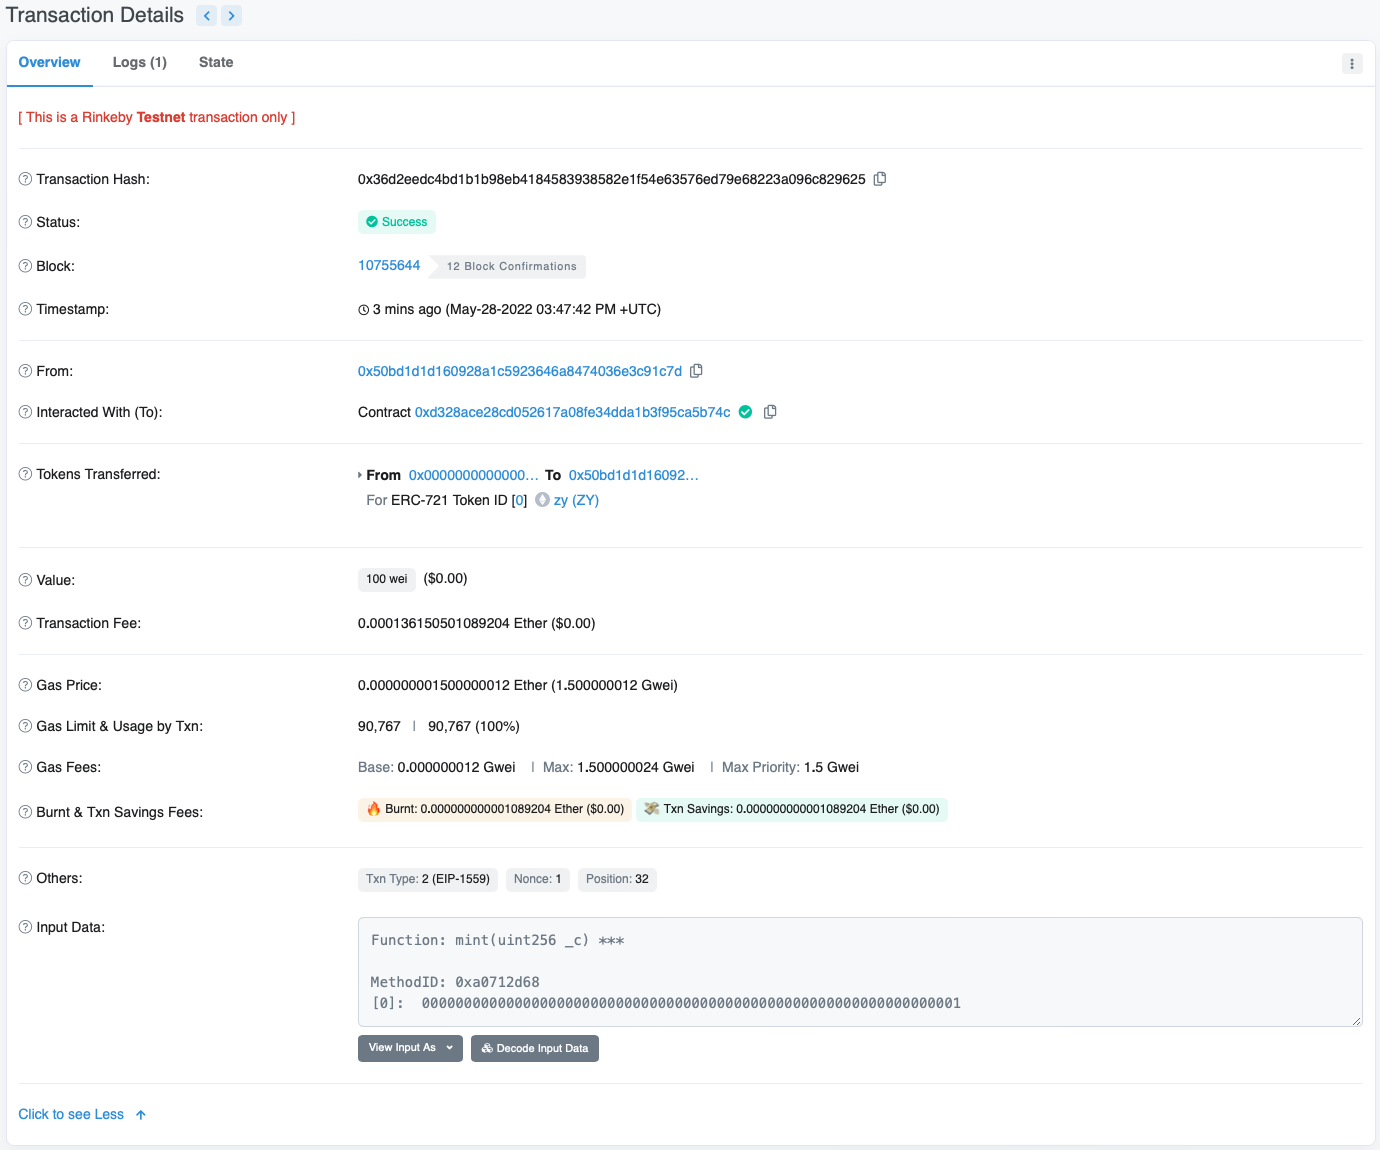 Transaction Details
Overview Logs (1) State
[ This is a Rinkeby Testnet transaction only ]
Transaction Hash: 0x36d2eedc4bd1b1b98eb4184583938582e1f54e63576ed79e68223a096c829625
Status: Success
Block: 10755644 12 Block Confirmations
Timestamp: 3 mins ago (May-28-2022 03:47:42 PM +UTC)
From: 0x50bd1d1d160928a1c5923646a8474036e3c91c7d
Interacted With (To): Contract 0xd328ace28cd052617a08fe34dda1b3f95ca5b74c
Tokens Transferred: From 0x0000000000000... To 0x50bd1d1d16092...
For ERC-721 Token ID [0] zy (ZY)
Value: 100 wei ($0.00)
Transaction Fee: 0.000136150501089204 Ether ($0.00)
Gas Price: 0.000000001500000012 Ether (1.500000012 Gwei)
Gas Limit & Usage by Txn: 90,767 | 90,767 (100%)
Gas Fees: Base: 0.000000012 Gwei | Max: 1.500000024 Gwei | Max Priority: 1.5 Gwei
Burnt & Txn Savings Fees: 🔥 Burnt: 0.000000000001089204 Ether ($0.00) 💸 Txn Savings: 0.000000000001089204 Ether ($0.00)
Others: Txn Type: 2 (EIP-1559) Nonce: 1 Position: 32
Input Data: Function: mint(uint256 _c) ***
MethodID: 0xa0712d68
[0]: 0000000000000000000000000000000000000000000000000000000000000001
View Input As Decode Input Data
Click to see Less